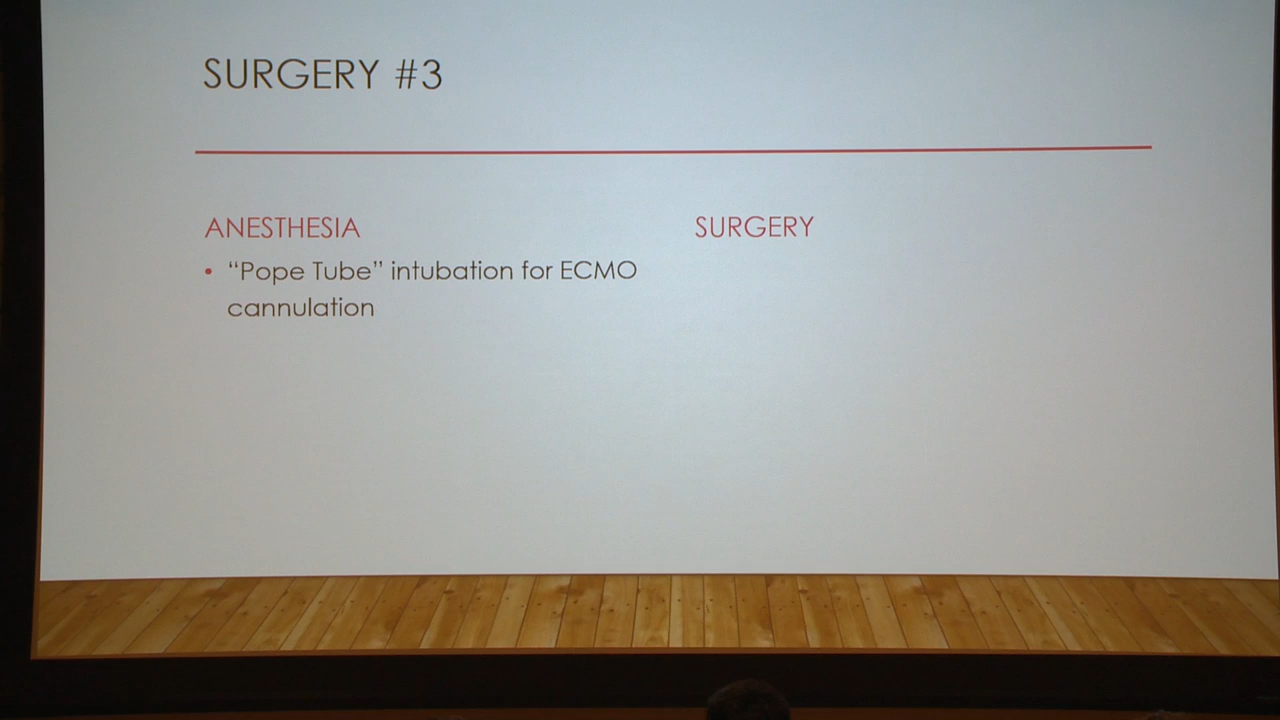 SURGERY #3
ANESTHESIA
• “Pope Tube” intubation for ECMO
cannulation
SURGERY